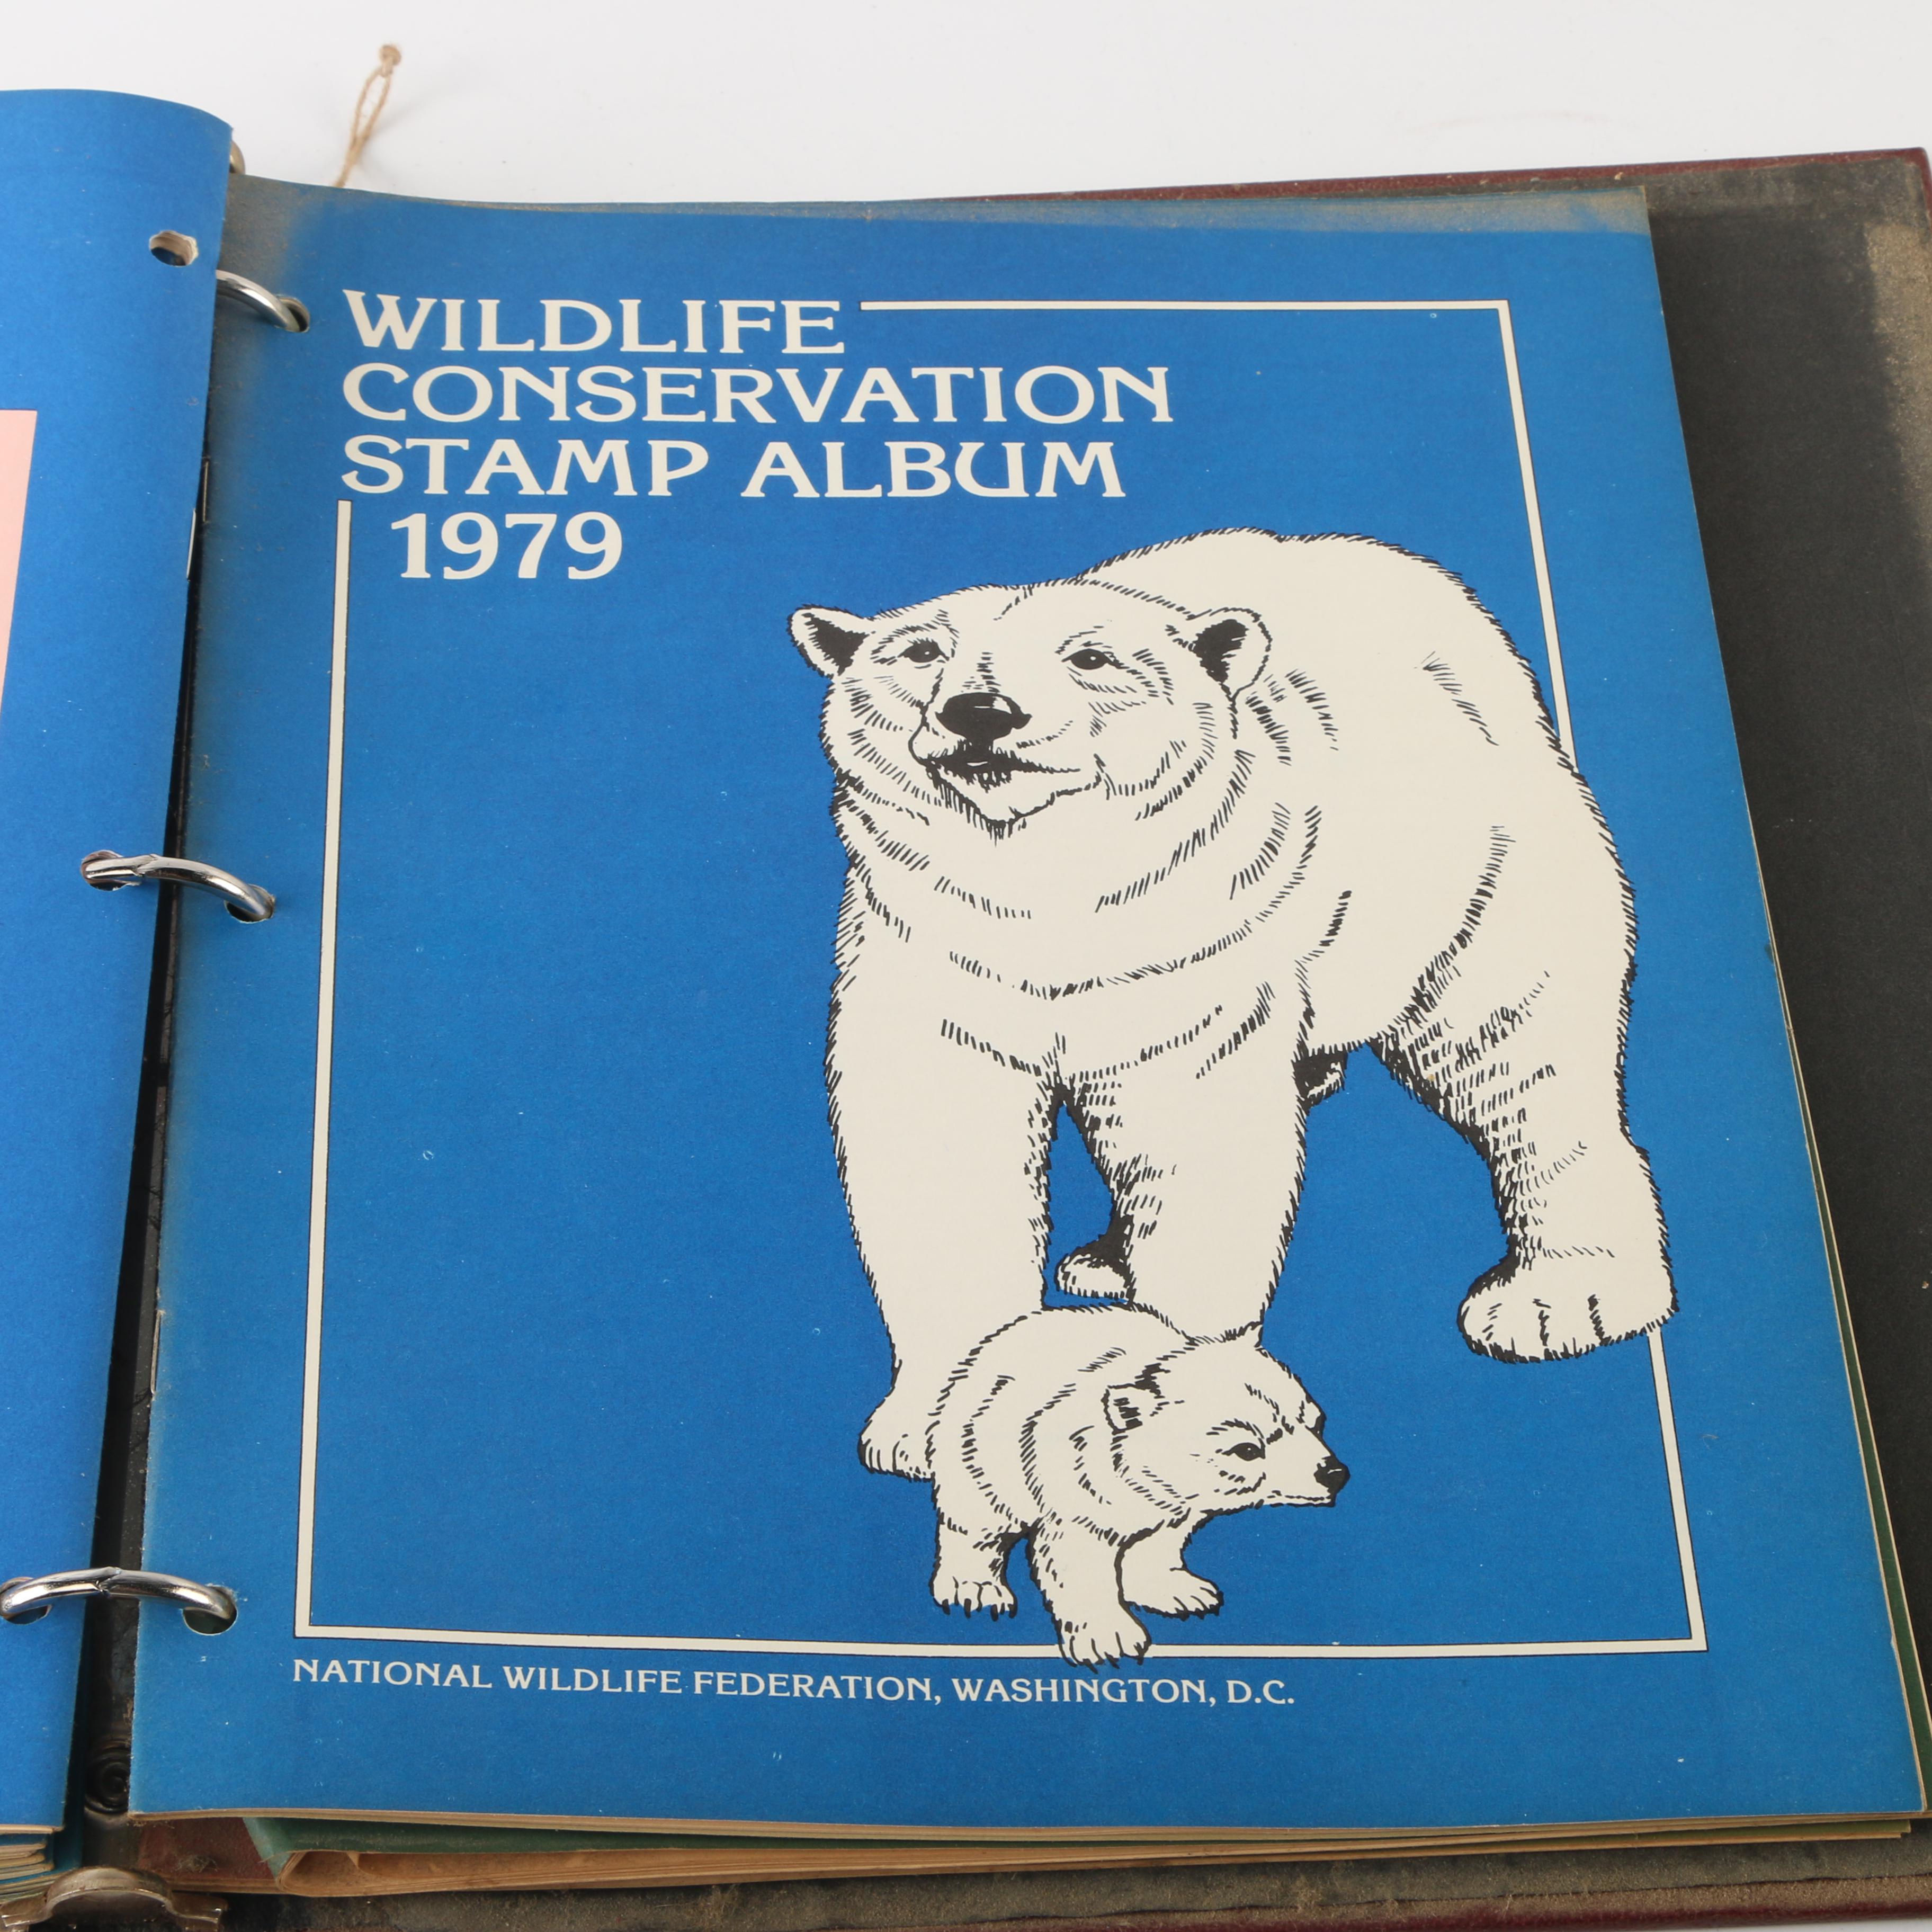 WILDLIFE
CONSERVATION
STAMP ALBUM
1979
NATIONAL WILDLIFE FEDERATION, WASHINGTON, D.C.